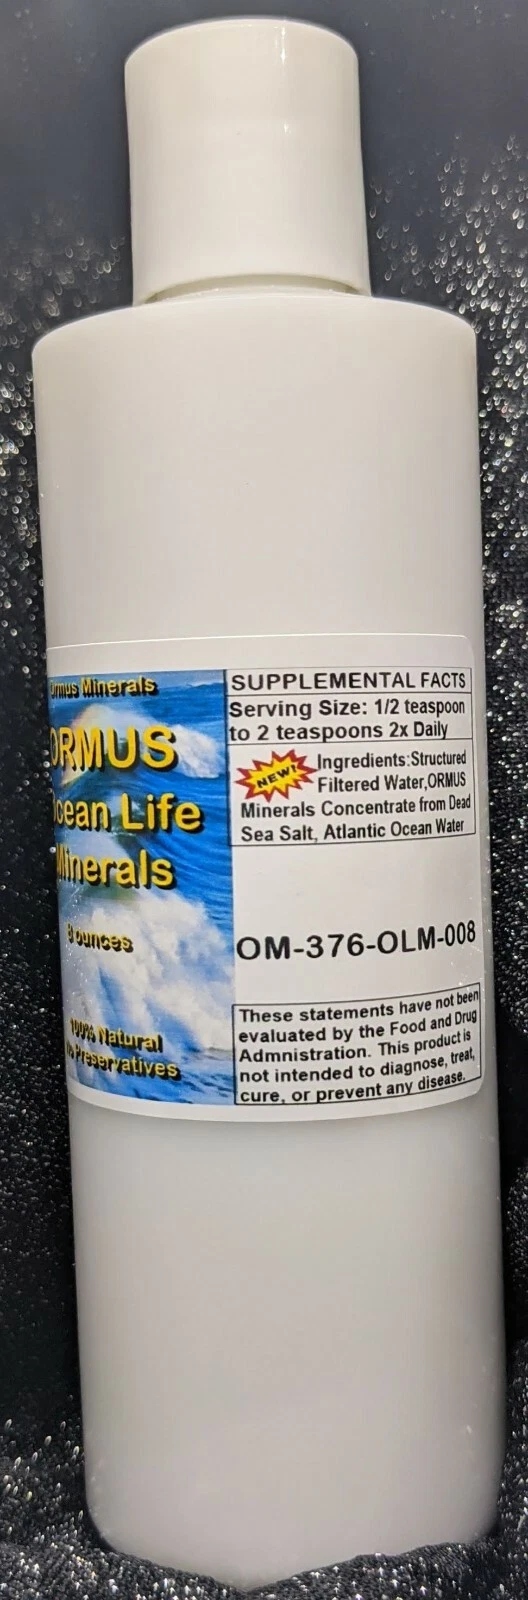 Ormus Minerals
ORMUS
Ocean Life
Minerals
8 ounces
100% Natural
No Preservatives
SUPPLEMENTAL FACTS
Serving Size: 1/2 teaspoon
to 2 teaspoons 2x Daily
NEW!
Ingredients:Structured
Filtered Water,ORMUS
Minerals Concentrate from Dead
Sea Salt, Atlantic Ocean Water
OM-376-OLM-008
These statements have not been
evaluated by the Food and Drug
Admnistration. This product is
not intended to diagnose, treat,
cure, or prevent any disease.